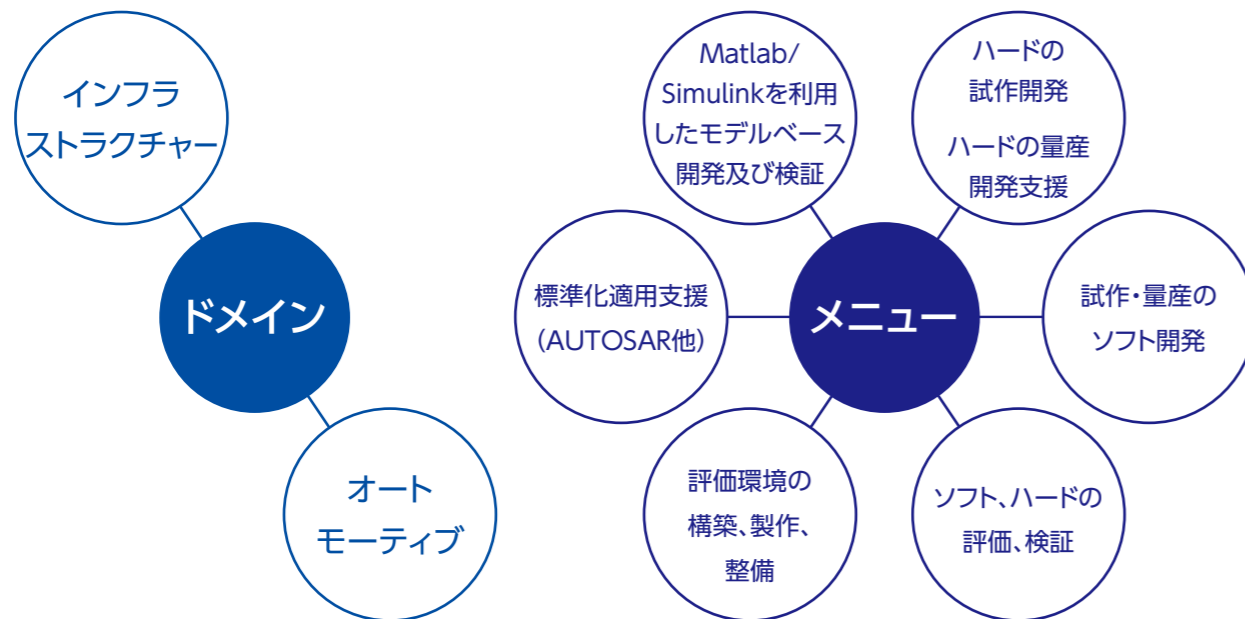 インフラ
ストラクチャー
ドメイン
オート
モーティブ
Matlab/
Simulinkを利用
したモデルベース
開発及び検証
ハードの
試作開発
ハードの量産
開発支援
標準化適用支援
(AUTOSAR他)
メニュー
試作・量産の
ソフト開発
評価環境の
構築、製作、
整備
ソフト、ハードの
評価、検証